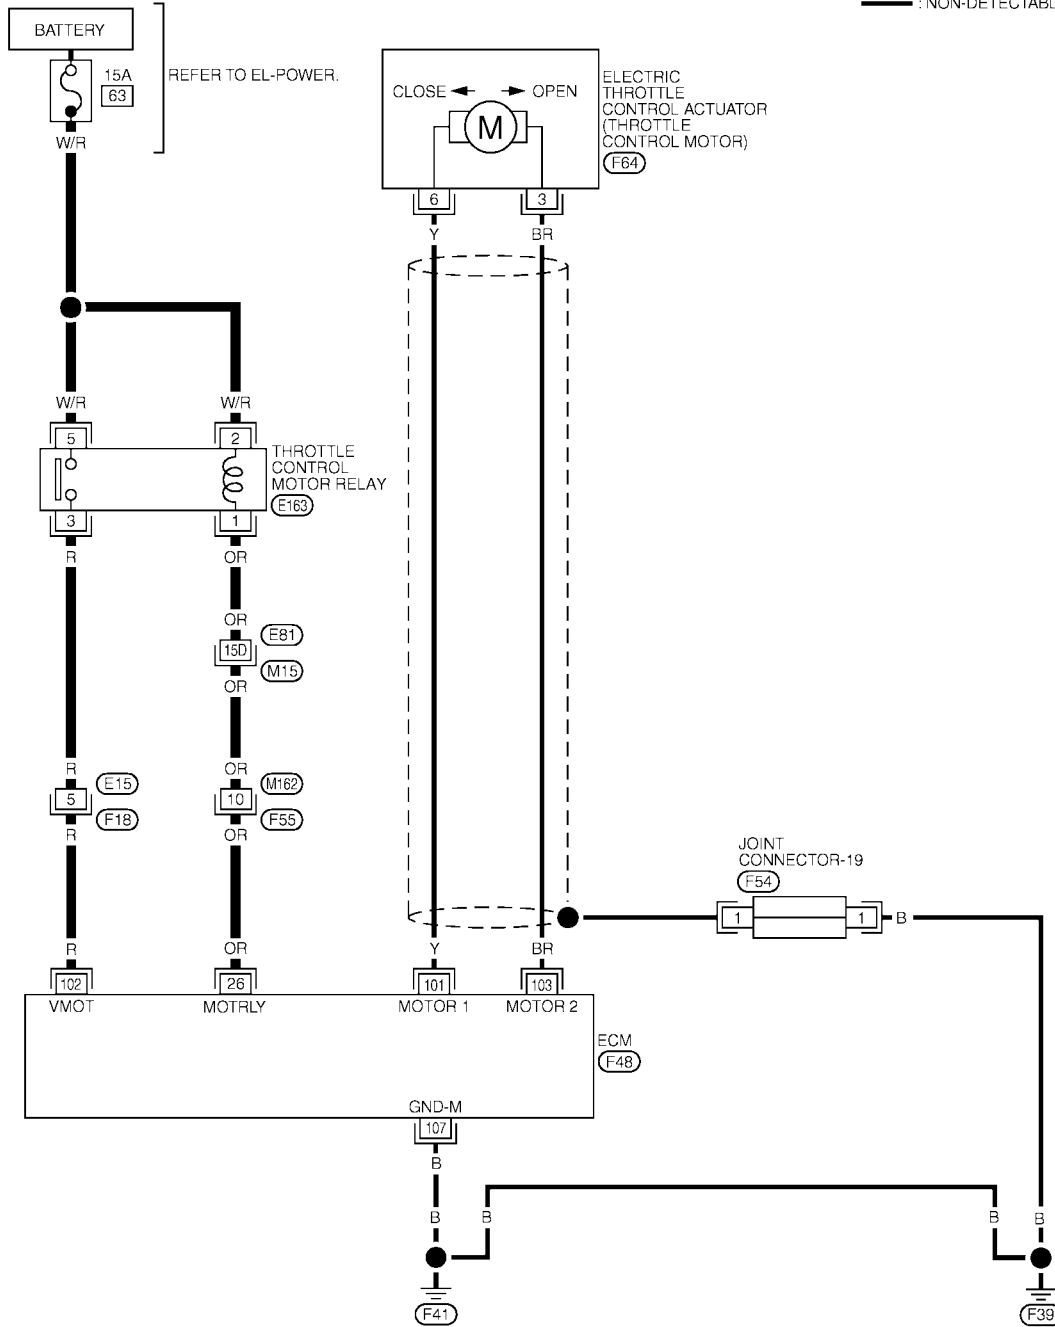 : NON-DETECTABL
BATTERY
15A
63
REFER TO EL-POWER.
W/R
CLOSE
OPEN
M
ELECTRIC
THROTTLE
CONTROL ACTUATOR
(THROTTLE
CONTROL MOTOR)
F64
6
3
Y
BR
W/R
W/R
5
2
THROTTLE
CONTROL
MOTOR RELAY
E163
3
1
R
OR
OR
15D
E81
M15
OR
R
OR
5
E15
F18
10
M162
F55
R
OR
JOINT
CONNECTOR-19
F54
1
1
B
R
OR
Y
BR
102
26
101
103
VMOT
MOTRLY
MOTOR 1
MOTOR 2
ECM
F48
GND-M
107
B
B
B
B
B
F41
F39